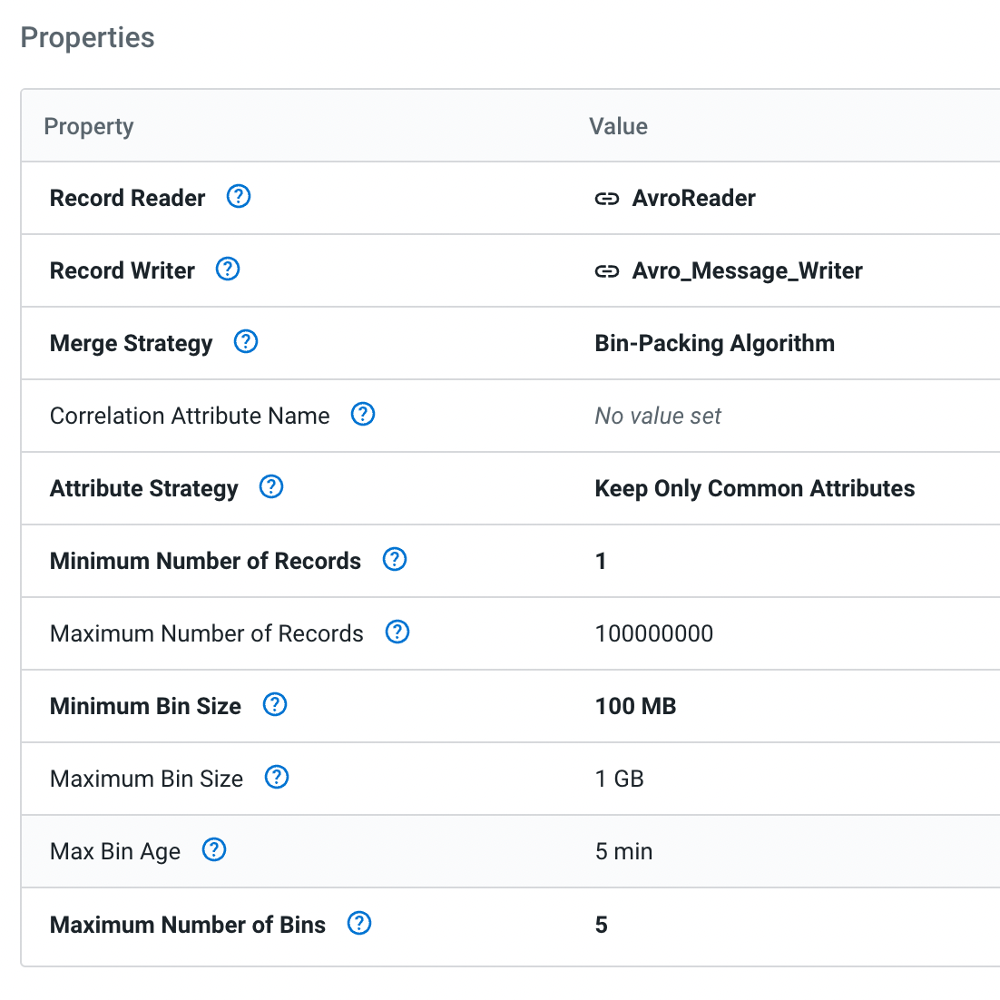 Properties
Property Value
Record Reader ? AvroReader
Record Writer ? Avro_Message_Writer
Merge Strategy ? Bin-Packing Algorithm
Correlation Attribute Name ? No value set
Attribute Strategy ? Keep Only Common Attributes
Minimum Number of Records ? 1
Maximum Number of Records ? 100000000
Minimum Bin Size ? 100 MB
Maximum Bin Size ? 1 GB
Max Bin Age ? 5 min
Maximum Number of Bins ? 5